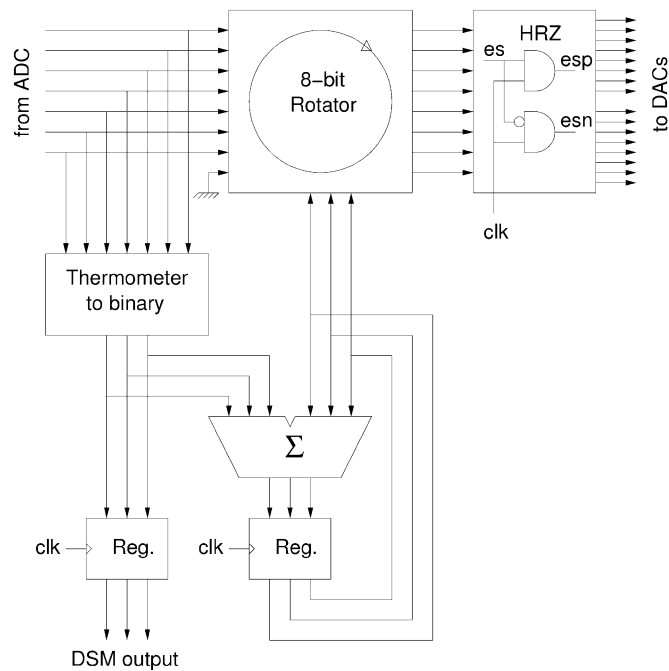 from ADC
8−bit
Rotator
HRZ
es
esp
esn
clk
to DACs
Thermometer
to binary
Σ
clk
Reg.
clk
Reg.
DSM output